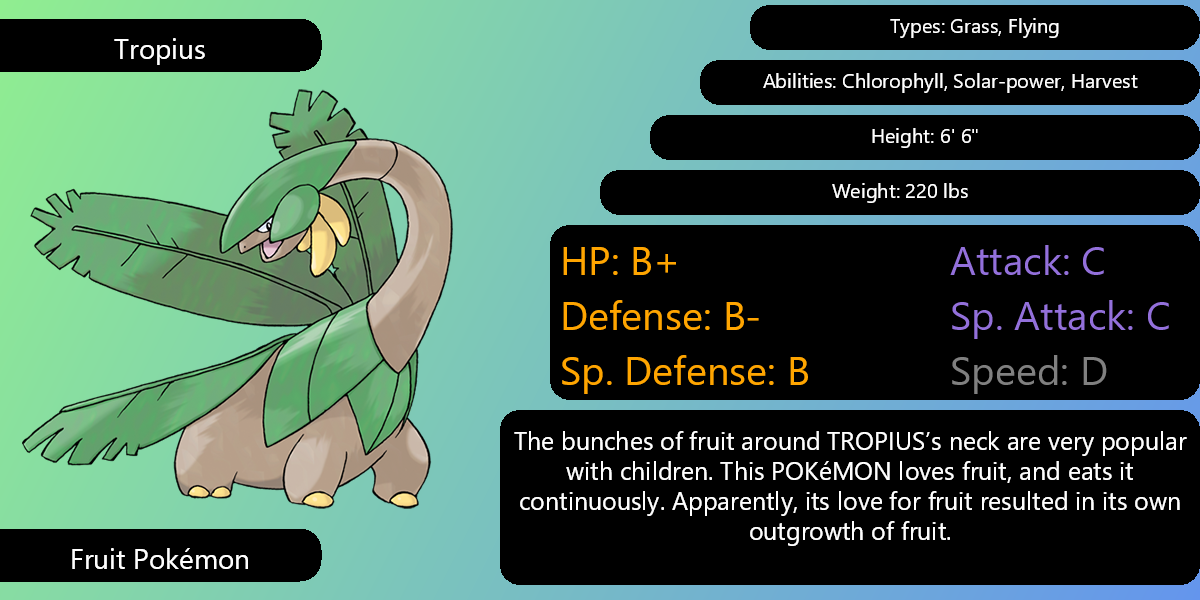 Tropius
Types: Grass, Flying
Abilities: Chlorophyll, Solar-power, Harvest
Height: 6' 6"
Weight: 220 lbs
HP: B+
Attack: C
Defense: B-
Sp. Attack: C
Sp. Defense: B
Speed: D
The bunches of fruit around TROPIUS’s neck are very popular
with children. This POKéMON loves fruit, and eats it
continuously. Apparently, its love for fruit resulted in its own
outgrowth of fruit.
Fruit Pokémon